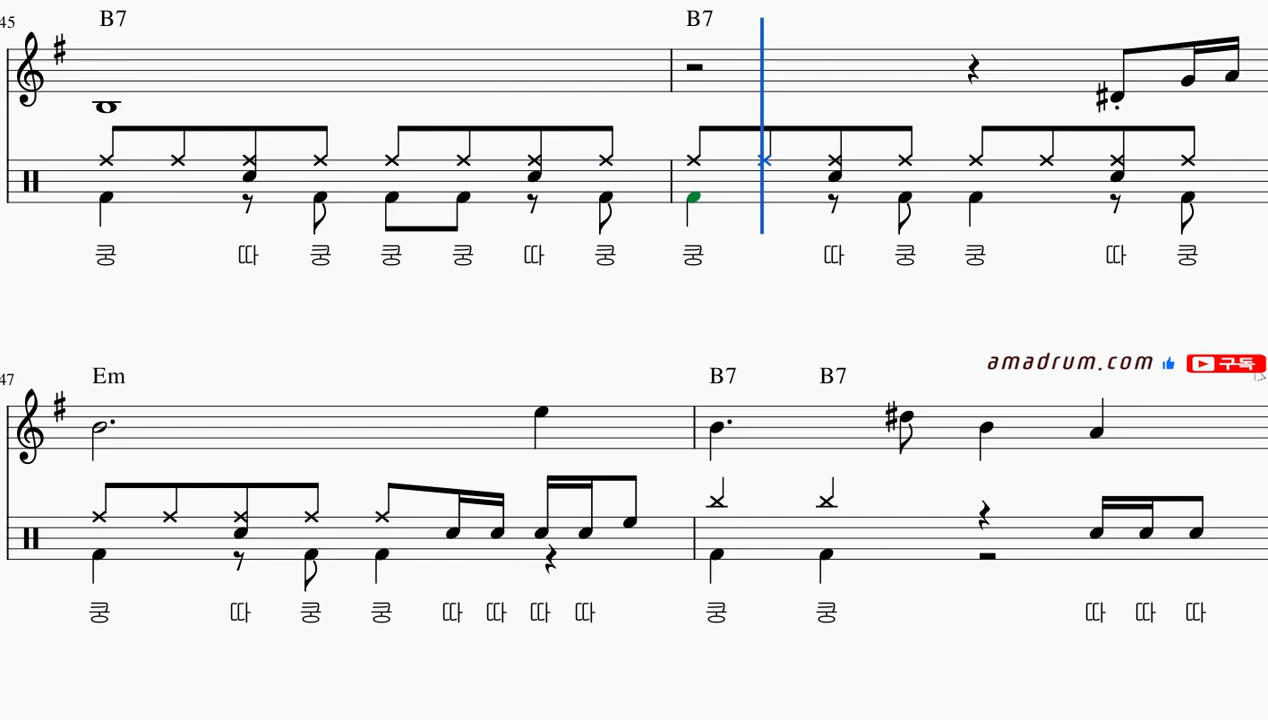 45 B7 B7
쿵 따 쿵 쿵 쿵 따 쿵 쿵 따 쿵 쿵 따 쿵
amadrum.com 구독
47 Em B7 B7
쿵 따 쿵 쿵 따 따 따 따 쿵 쿵 따 따 따